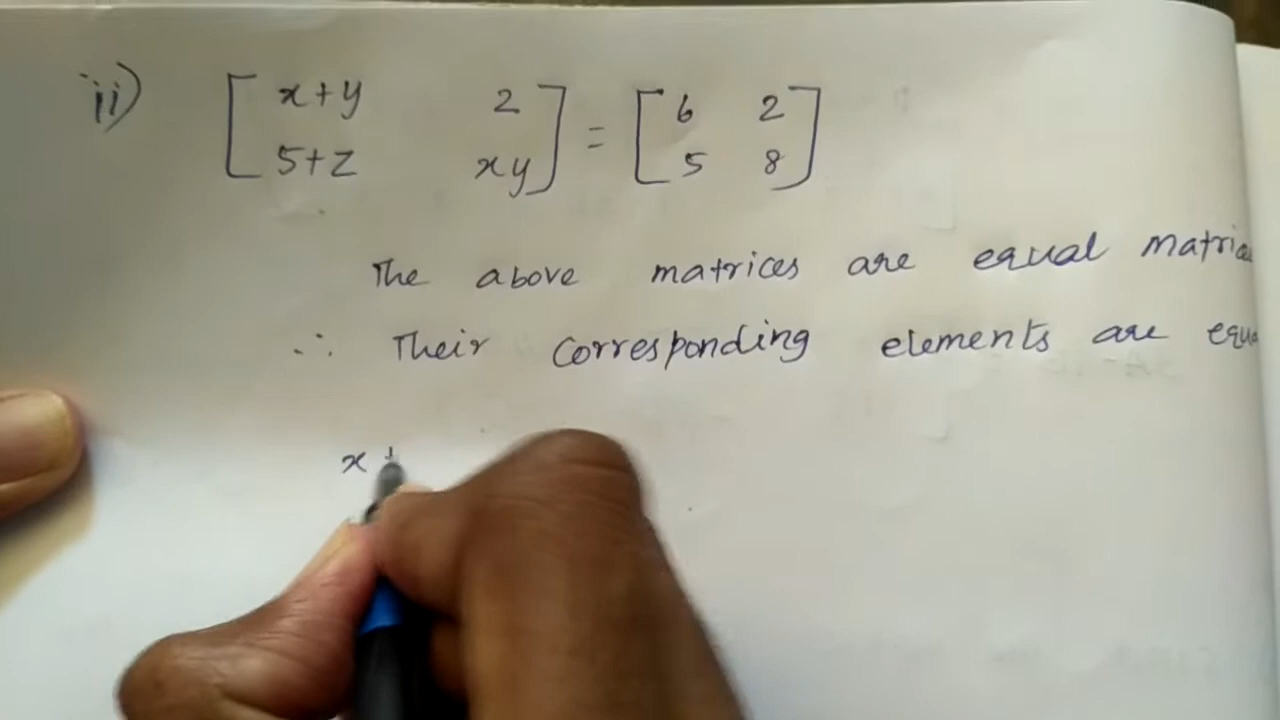 ii) [ x+y 2 ] = [ 6 2 ]
[ 5+z xy ] [ 5 8 ]
The above matrices are equal
∴ Their corresponding elements are
x +